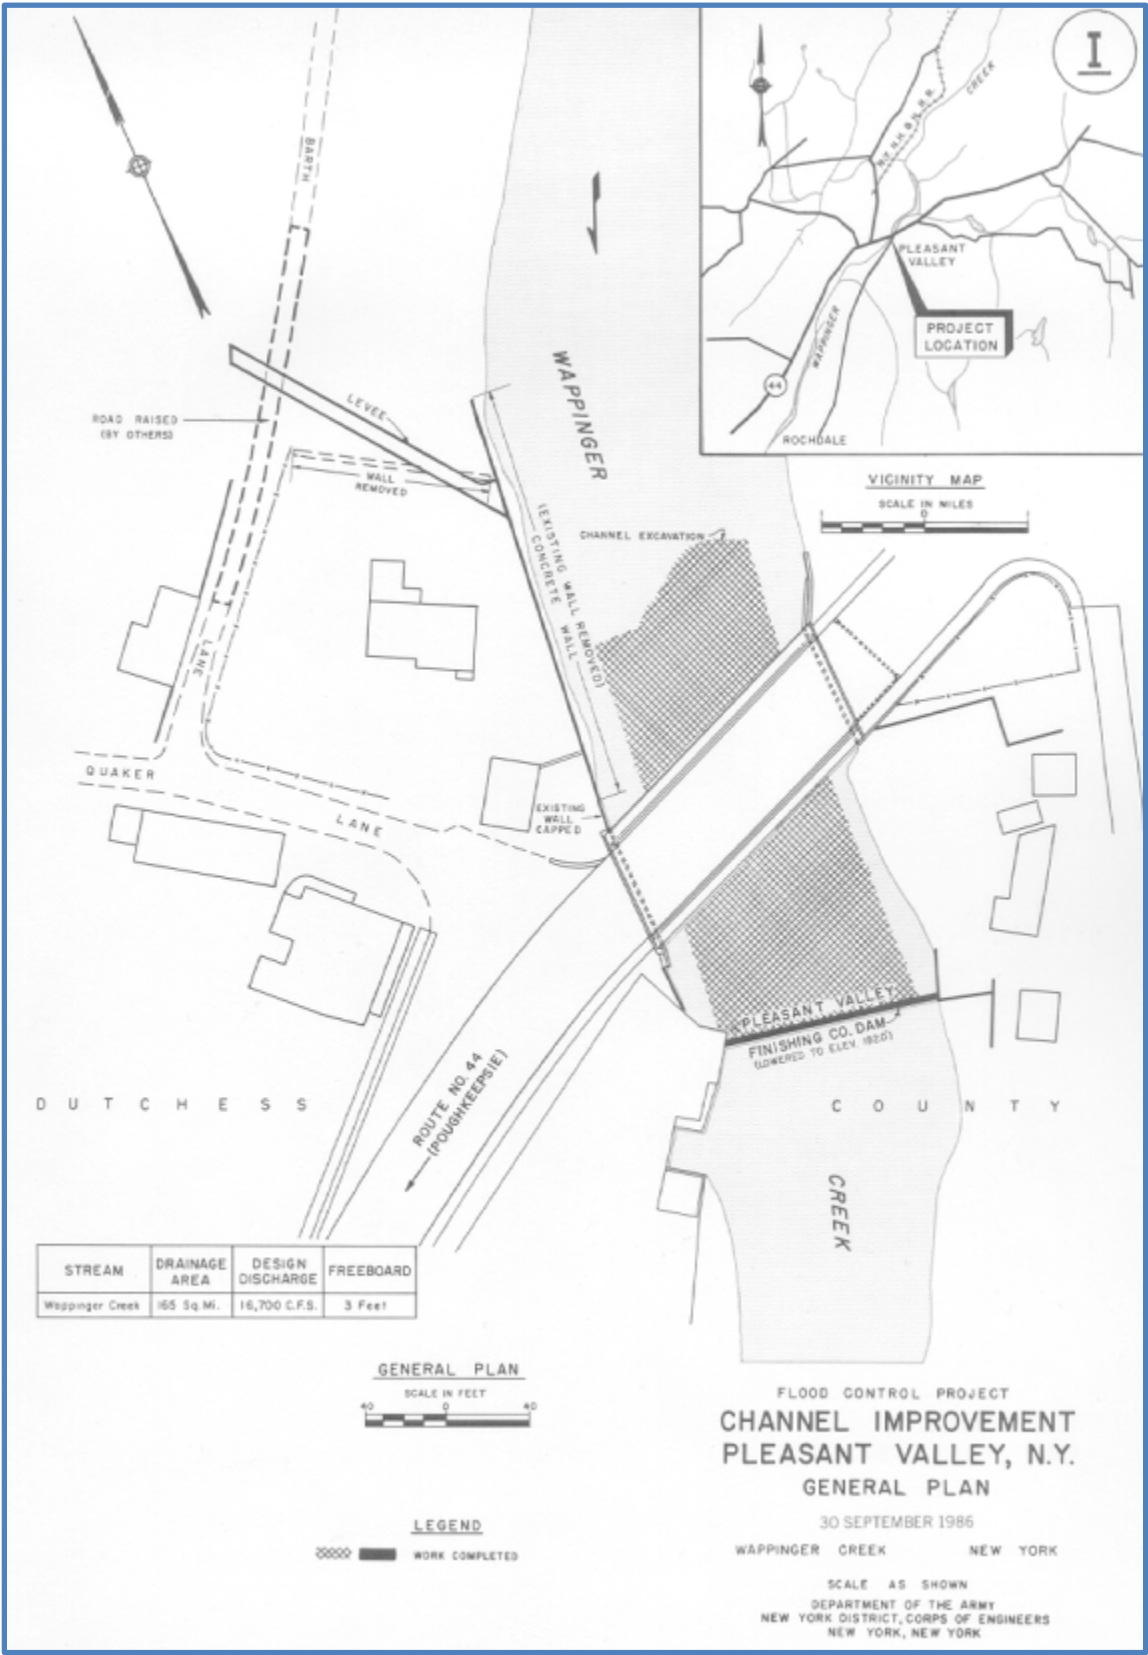 I
CREEK
N.Y. N.H. & H. R.R.
PLEASANT
VALLEY
PROJECT
LOCATION
WAPPINGER
44
ROCHDALE
VICINITY MAP
SCALE IN MILES
0
BARTH
ROAD RAISED
(BY OTHERS)
LEVEE
WALL
REMOVED
WAPPINGER
CHANNEL EXCAVATION
(EXISTING WALL REMOVED)
CONCRETE WALL
LANE
QUAKER
LANE
EXISTING
WALL
CAPPED
PLEASANT VALLEY
FINISHING CO. DAM
(LOWERED TO ELEV. 182.0')
ROUTE NO. 44
(POUGHKEEPSIE)
DUTCHESS
COUNTY
CREEK
STREAM DRAINAGE AREA DESIGN DISCHARGE FREEBOARD
Wappinger Creek 165 Sq. Mi. 16,700 C.F.S. 3 Feet
GENERAL PLAN
SCALE IN FEET
40 0 40
LEGEND
WORK COMPLETED
FLOOD CONTROL PROJECT
CHANNEL IMPROVEMENT
PLEASANT VALLEY, N.Y.
GENERAL PLAN
30 SEPTEMBER 1986
WAPPINGER CREEK NEW YORK
SCALE AS SHOWN
DEPARTMENT OF THE ARMY
NEW YORK DISTRICT, CORPS OF ENGINEERS
NEW YORK, NEW YORK